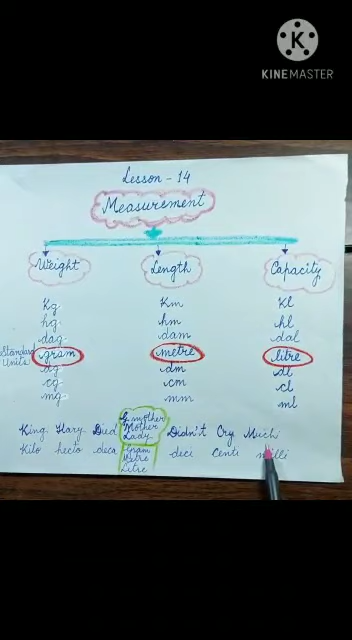 K
KINEMASTER
Lesson - 14
Measurement
Weight Length Capacity
Kg Km Kl
hg hm hl
dag dam dal
Standard Units gram metre litre
dg dm dl
cg cm cl
mg mm ml
G.mother
Mother
Lady
King Hary Died Didn't Cry Much
Kilo hecto deca Gram deci Centi milli
Metre
Litre